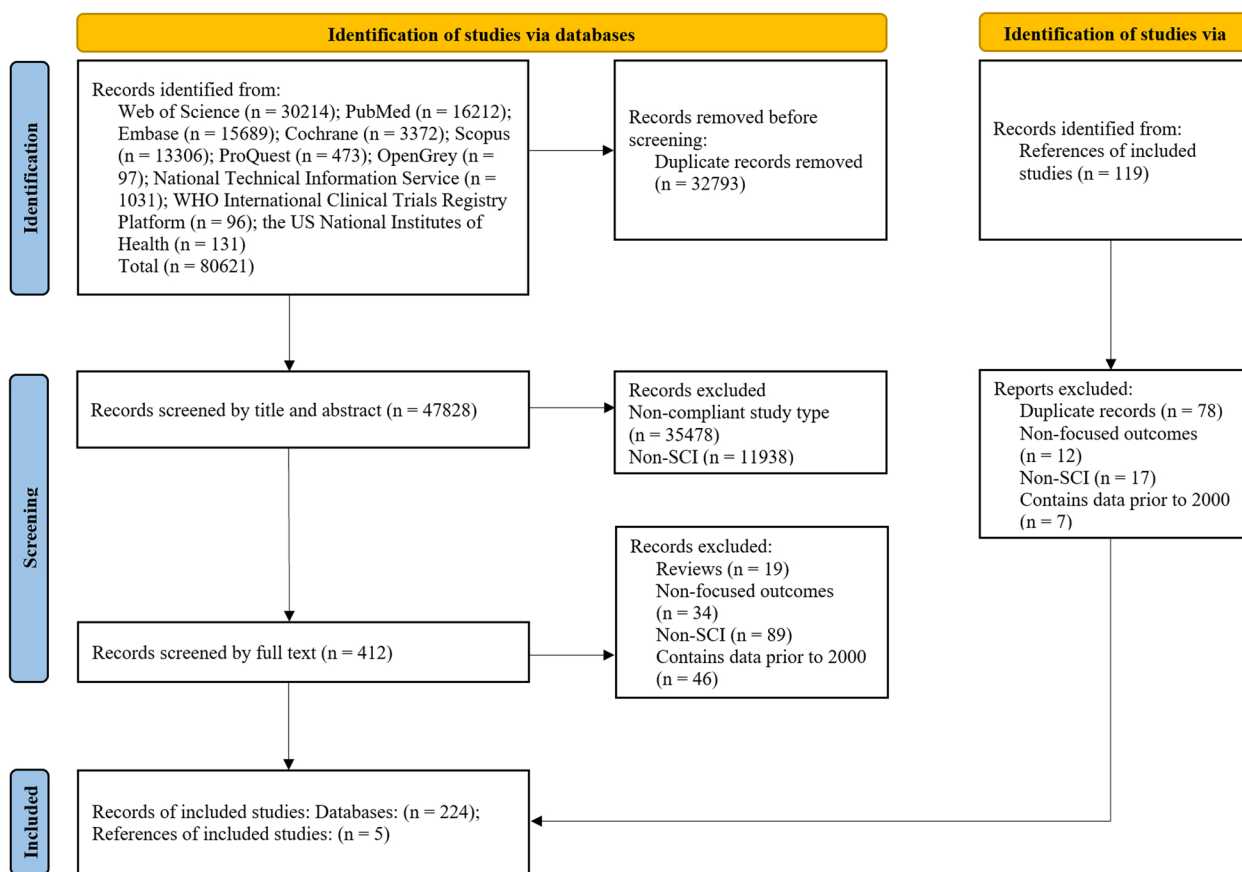 Identification of studies via databases
Identification of studies via
Identification
Records identified from:
Web of Science (n = 30214); PubMed (n = 16212);
Embase (n = 15689); Cochrane (n = 3372); Scopus
(n = 13306); ProQuest (n = 473); OpenGrey (n =
97); National Technical Information Service (n =
1031); WHO International Clinical Trials Registry
Platform (n = 96); the US National Institutes of
Health (n = 131)
Total (n = 80621)
Records removed before
screening:
Duplicate records removed
(n = 32793)
Records identified from:
References of included
studies (n = 119)
Screening
Records screened by title and abstract (n = 47828)
Records excluded
Non-compliant study type
(n = 35478)
Non-SCI (n = 11938)
Reports excluded:
Duplicate records (n = 78)
Non-focused outcomes
(n = 12)
Non-SCI (n = 17)
Contains data prior to 2000
(n = 7)
Records screened by full text (n = 412)
Records excluded:
Reviews (n = 19)
Non-focused outcomes
(n = 34)
Non-SCI (n = 89)
Contains data prior to 2000
(n = 46)
Included
Records of included studies: Databases: (n = 224);
References of included studies: (n = 5)